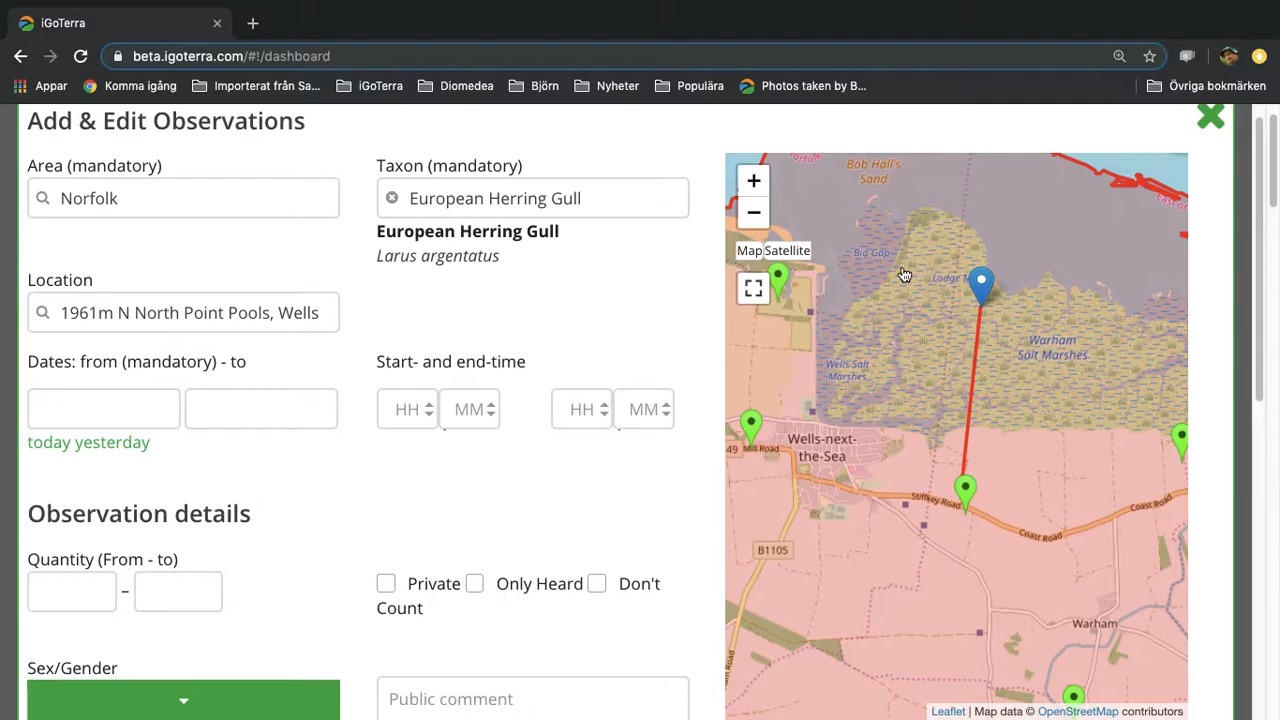 iGoTerra
beta.igoterra.com/#!/dashboard
Appar
Komma igång
Importerat från Sa...
iGoTerra
Diomedea
Björn
Nyheter
Populära
Photos taken by B...
Övriga bokmärken
Add & Edit Observations
Area (mandatory)
Norfolk
Taxon (mandatory)
European Herring Gull
European Herring Gull
Larus argentatus
Location
1961m N North Point Pools, Wells
Dates: from (mandatory) - to
Start- and end-time
HH
MM
HH
MM
today yesterday
Observation details
Quantity (From - to)
–
Private
Only Heard
Don't
Count
Sex/Gender
Public comment
+
−
Map Satellite
Bob Hall's
Sand
Big Gap
Warham
Salt Marshes
Wells Salt
-Marshes
Wells-next-
the-Sea
49
Mill Road
Stiffkey Road
Coast Road
Coast Road
B1105
Warham
Leaflet | Map data © OpenStreetMap contributors